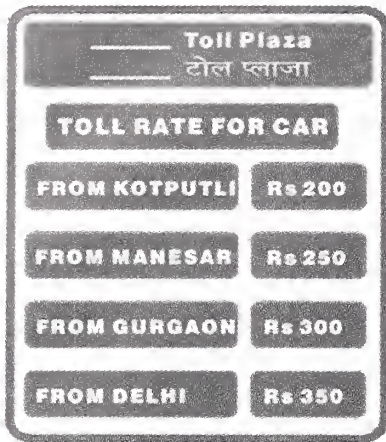 ______ Toll Plaza
______ टोल प्लाजा
TOLL RATE FOR CAR
FROM KOTPUTLI Rs 200
FROM MANESAR Rs 250
FROM GURGAON Rs 300
FROM DELHI Rs 350